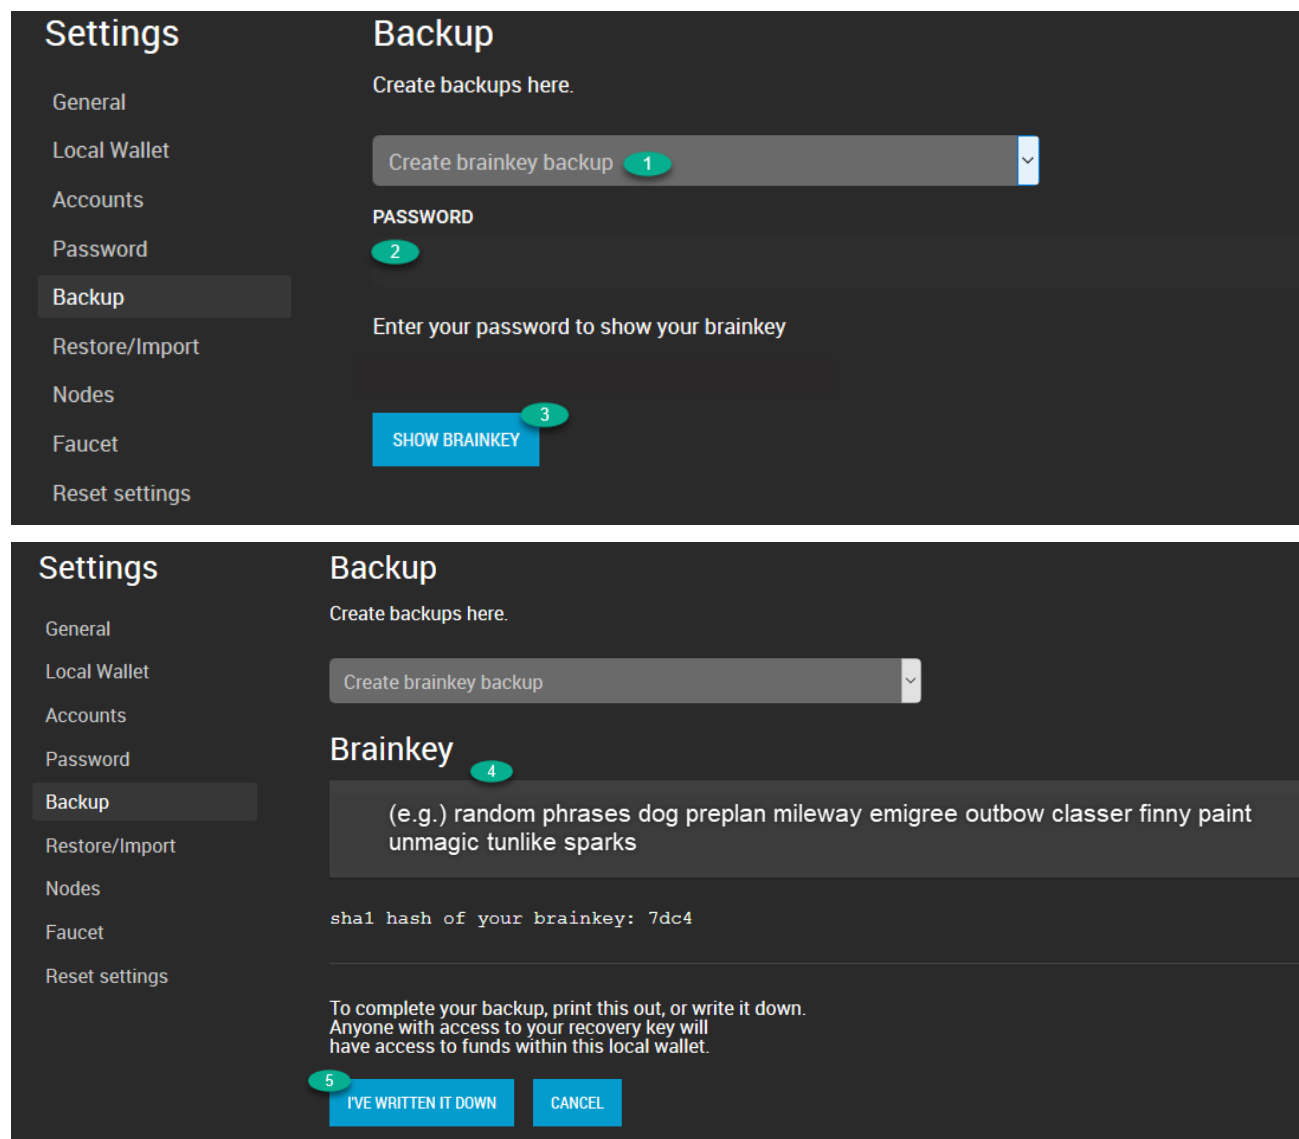 Settings
General
Local Wallet
Accounts
Password
Backup
Restore/Import
Nodes
Faucet
Reset settings
Backup
Create backups here.
Create brainkey backup 1
PASSWORD
2
Enter your password to show your brainkey
3
SHOW BRAINKEY
Settings
General
Local Wallet
Accounts
Password
Backup
Restore/Import
Nodes
Faucet
Reset settings
Backup
Create backups here.
Create brainkey backup
Brainkey
4
(e.g.) random phrases dog preplan mileway emigree outbow classer finny paint
unmagic tunlike sparks
sha1 hash of your brainkey: 7dc4
To complete your backup, print this out, or write it down.
Anyone with access to your recovery key will
have access to funds within this local wallet.
5
I'VE WRITTEN IT DOWN
CANCEL